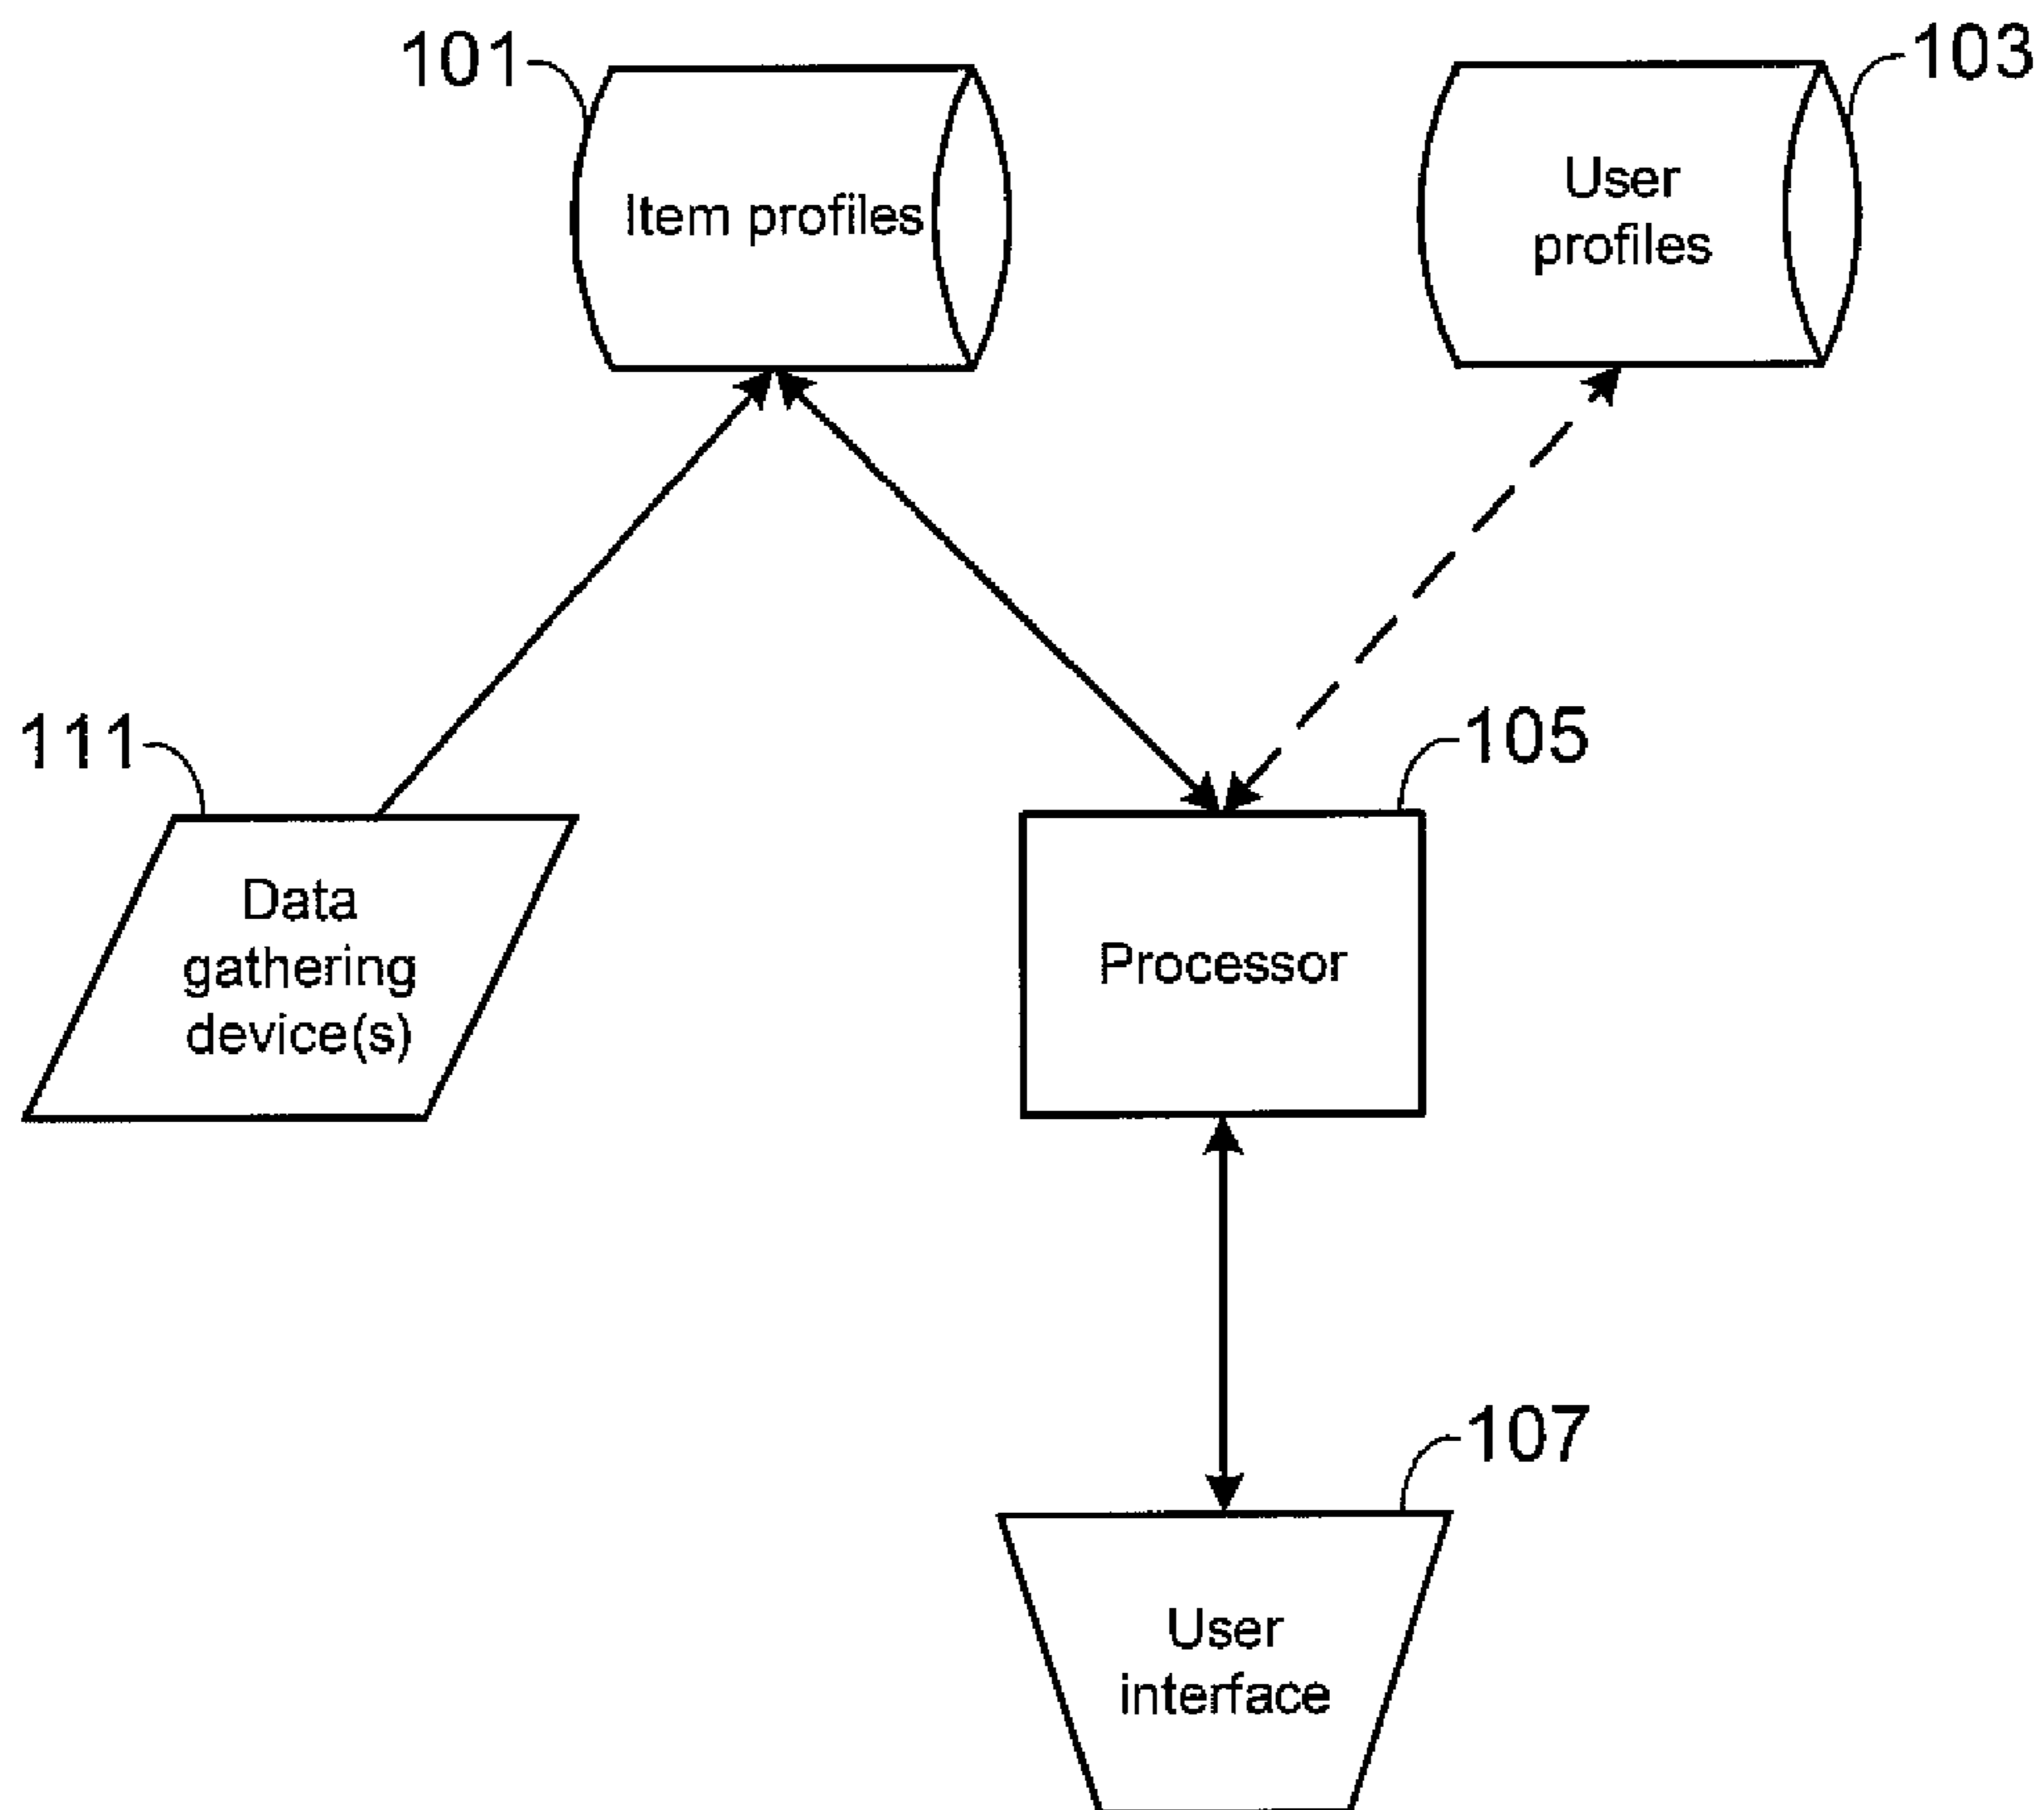 101
103
Item profiles
User
profiles
111
105
Data
gathering
device(s)
Processor
107
User
interface